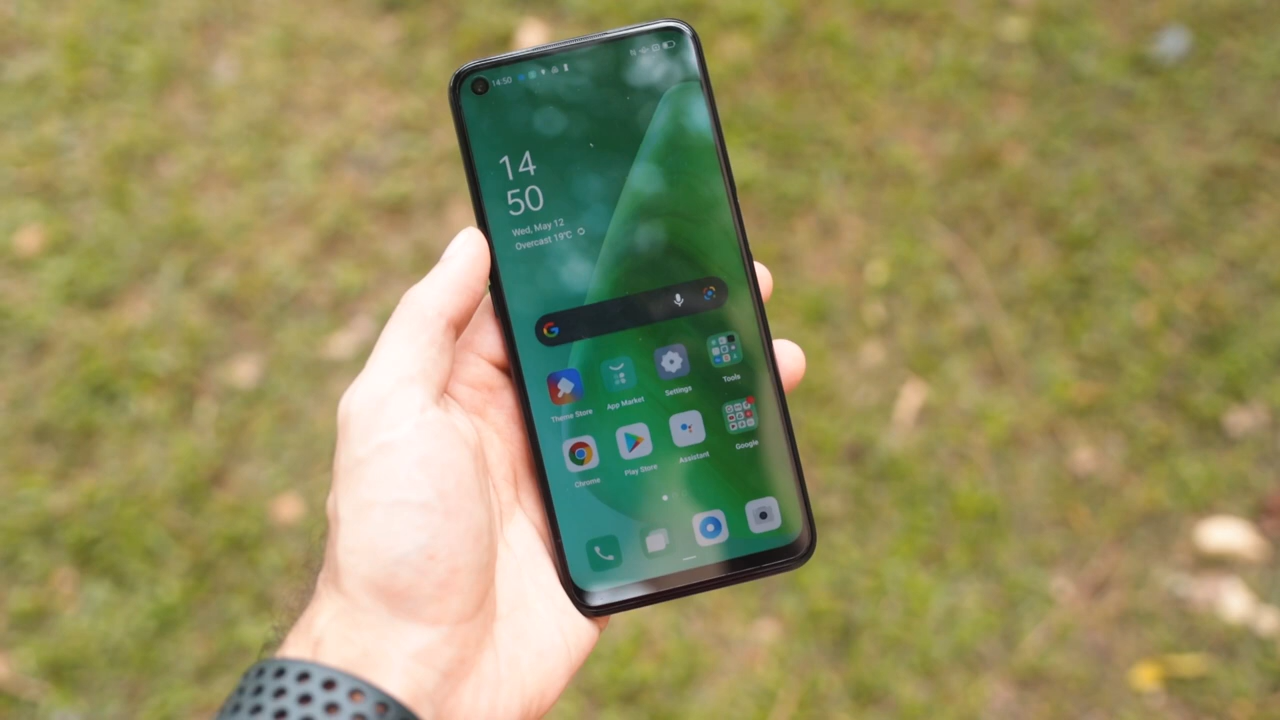 14:50
14
50
Wed, May 12
Overcast 19°C
Theme Store
App Market
Settings
Tools
Chrome
Play Store
Assistant
Google